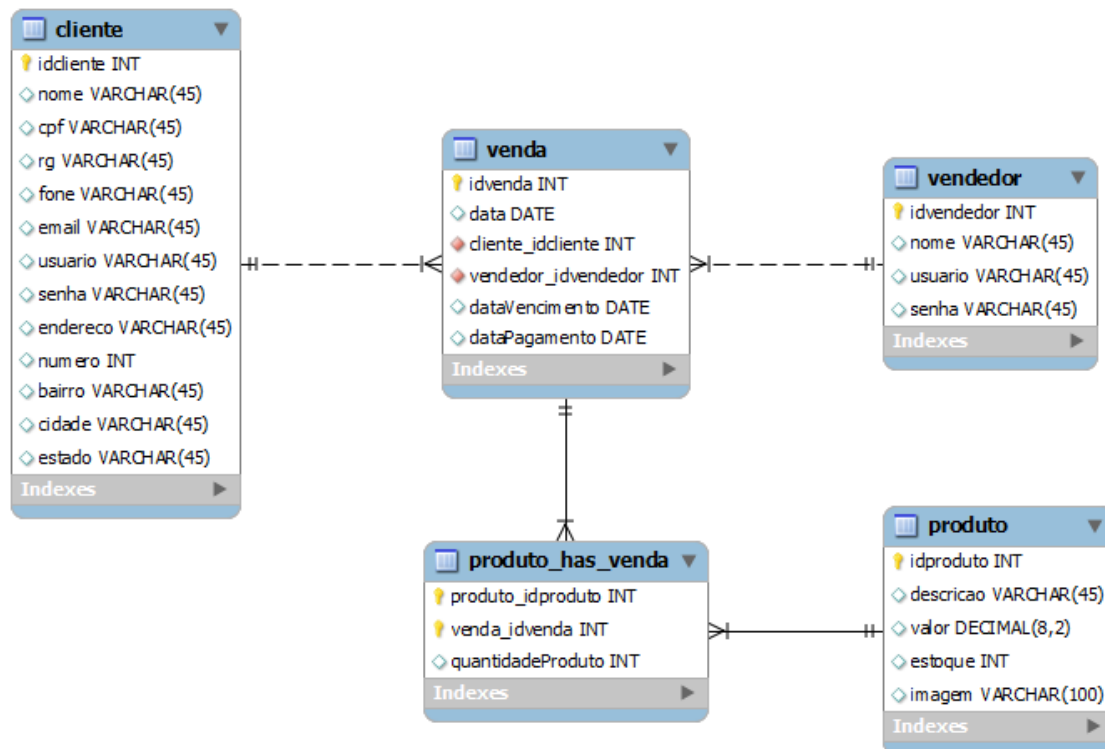 cliente
idcliente INT
nome VARCHAR(45)
cpf VARCHAR(45)
rg VARCHAR(45)
fone VARCHAR(45)
email VARCHAR(45)
usuario VARCHAR(45)
senha VARCHAR(45)
endereco VARCHAR(45)
numero INT
bairro VARCHAR(45)
cidade VARCHAR(45)
estado VARCHAR(45)
Indexes
venda
idvenda INT
data DATE
cliente_idcliente INT
vendedor_idvendedor INT
dataVencimento DATE
dataPagamento DATE
Indexes
vendedor
idvendedor INT
nome VARCHAR(45)
usuario VARCHAR(45)
senha VARCHAR(45)
Indexes
produto_has_venda
produto_idproduto INT
venda_idvenda INT
quantidadeProduto INT
Indexes
produto
idproduto INT
descricao VARCHAR(45)
valor DECIMAL(8,2)
estoque INT
imagem VARCHAR(100)
Indexes